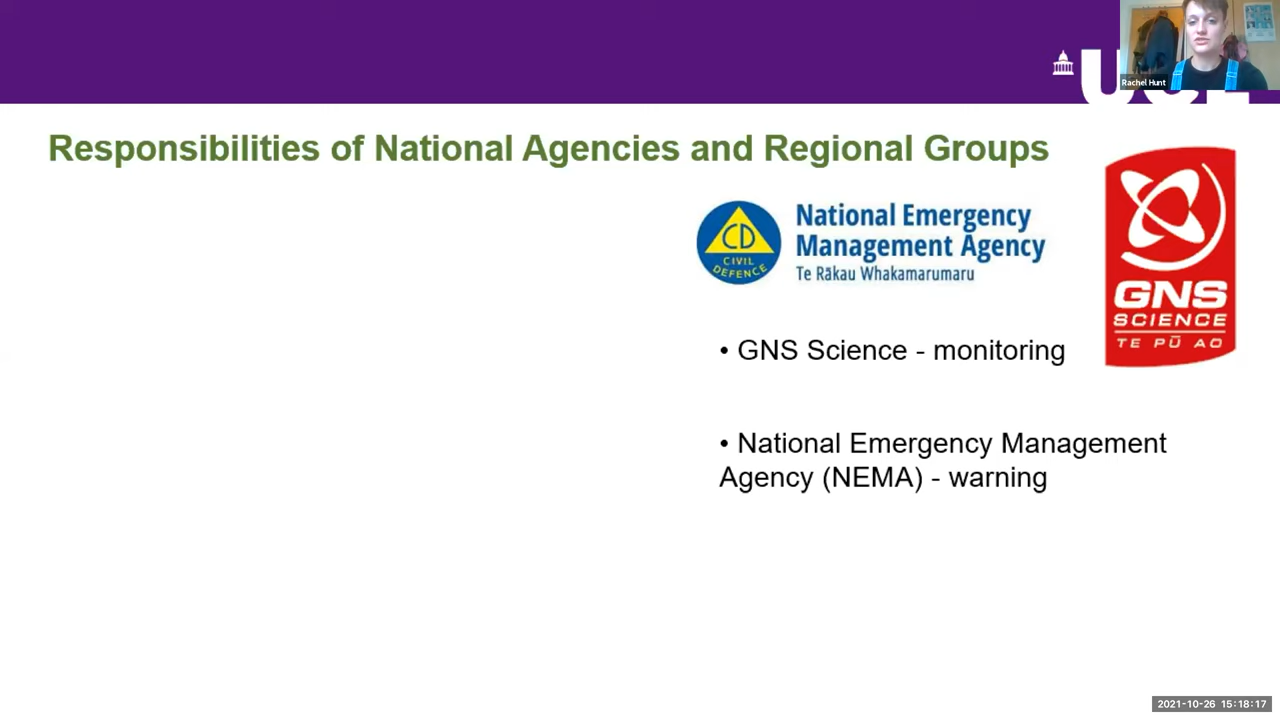 Rachel Hunt
UCL
Responsibilities of National Agencies and Regional Groups
CD
CIVIL
DEFENCE
National Emergency
Management Agency
Te Rākau Whakamarumaru
GNS
SCIENCE
TE PŪ AO
• GNS Science - monitoring
• National Emergency Management
Agency (NEMA) - warning
2021-10-26 15:18:17